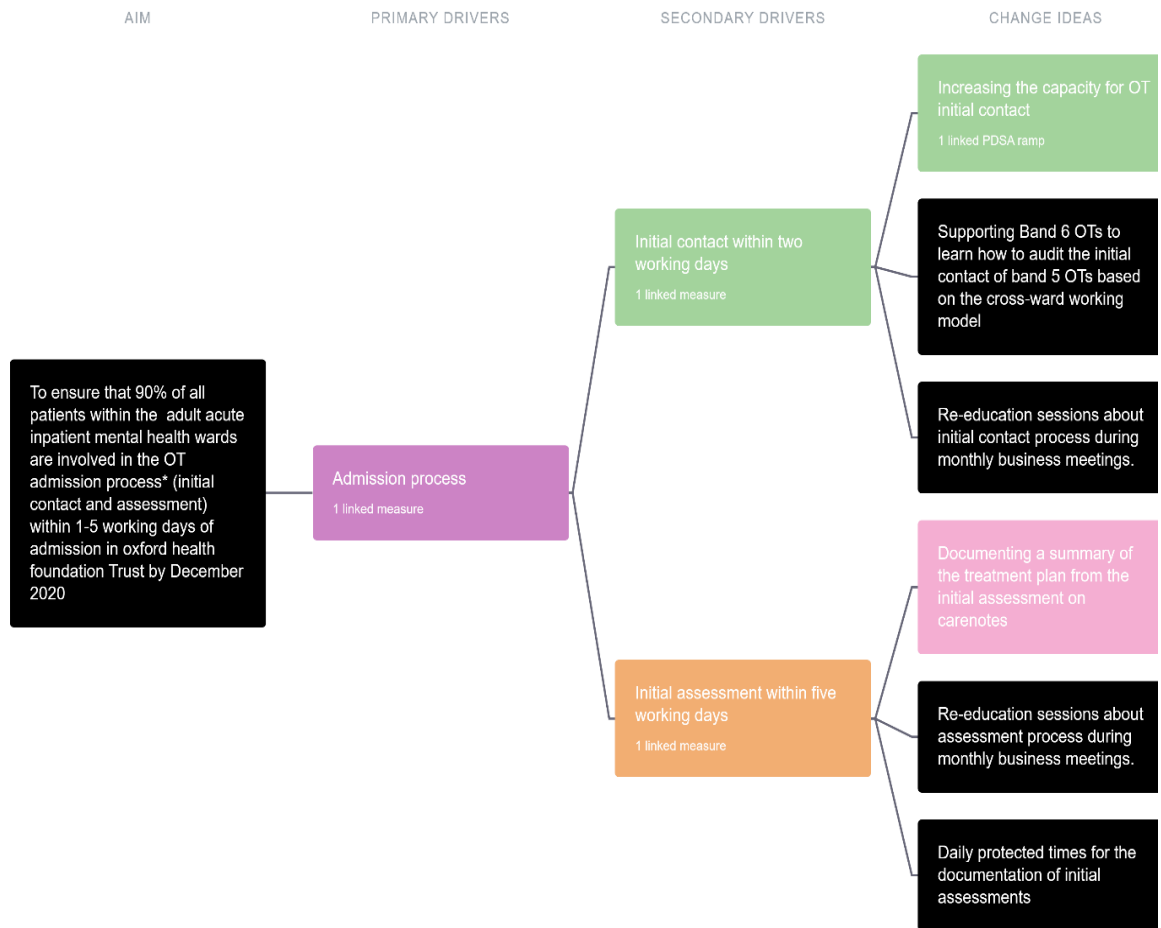 AIM
PRIMARY DRIVERS
SECONDARY DRIVERS
CHANGE IDEAS
To ensure that 90% of all
patients within the adult acute
inpatient mental health wards
are involved in the OT
admission process* (initial
contact and assessment)
within 1-5 working days of
admission in oxford health
foundation Trust by December
2020
Admission process
1 linked measure
Initial contact within two
working days
1 linked measure
Initial assessment within five
working days
1 linked measure
Increasing the capacity for OT
initial contact
1 linked PDSA ramp
Supporting Band 6 OTs to
learn how to audit the initial
contact of band 5 OTs based
on the cross-ward working
model
Re-education sessions about
initial contact process during
monthly business meetings.
Documenting a summary of
the treatment plan from the
initial assessment on
carenotes
Re-education sessions about
assessment process during
monthly business meetings.
Daily protected times for the
documentation of initial
assessments